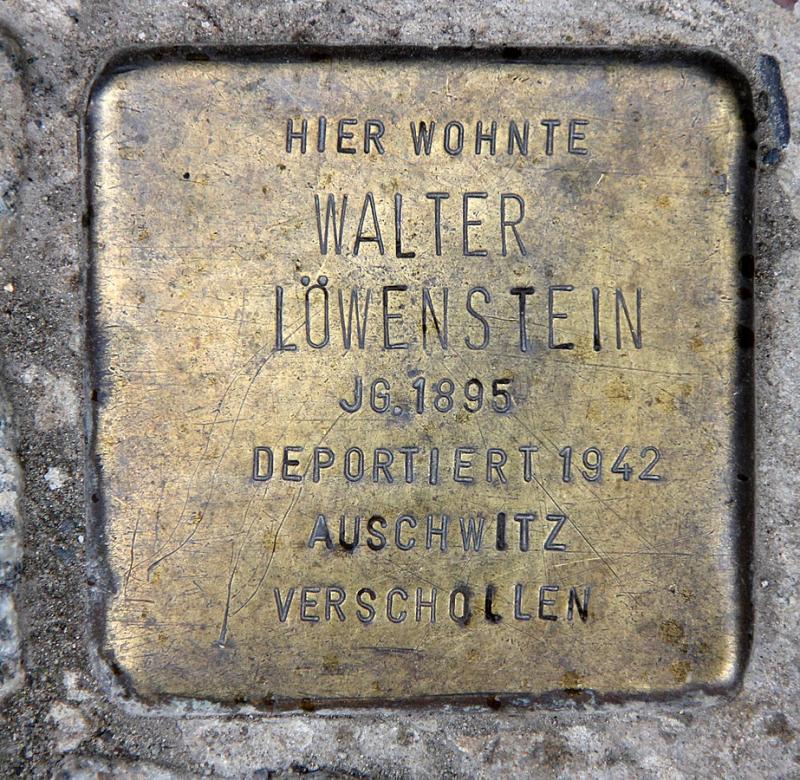 HIER WOHNTE
WALTER
LÖWENSTEIN
JG. 1895
DEPORTIERT 1942
AUSCHWITZ
VERSCHOLLEN